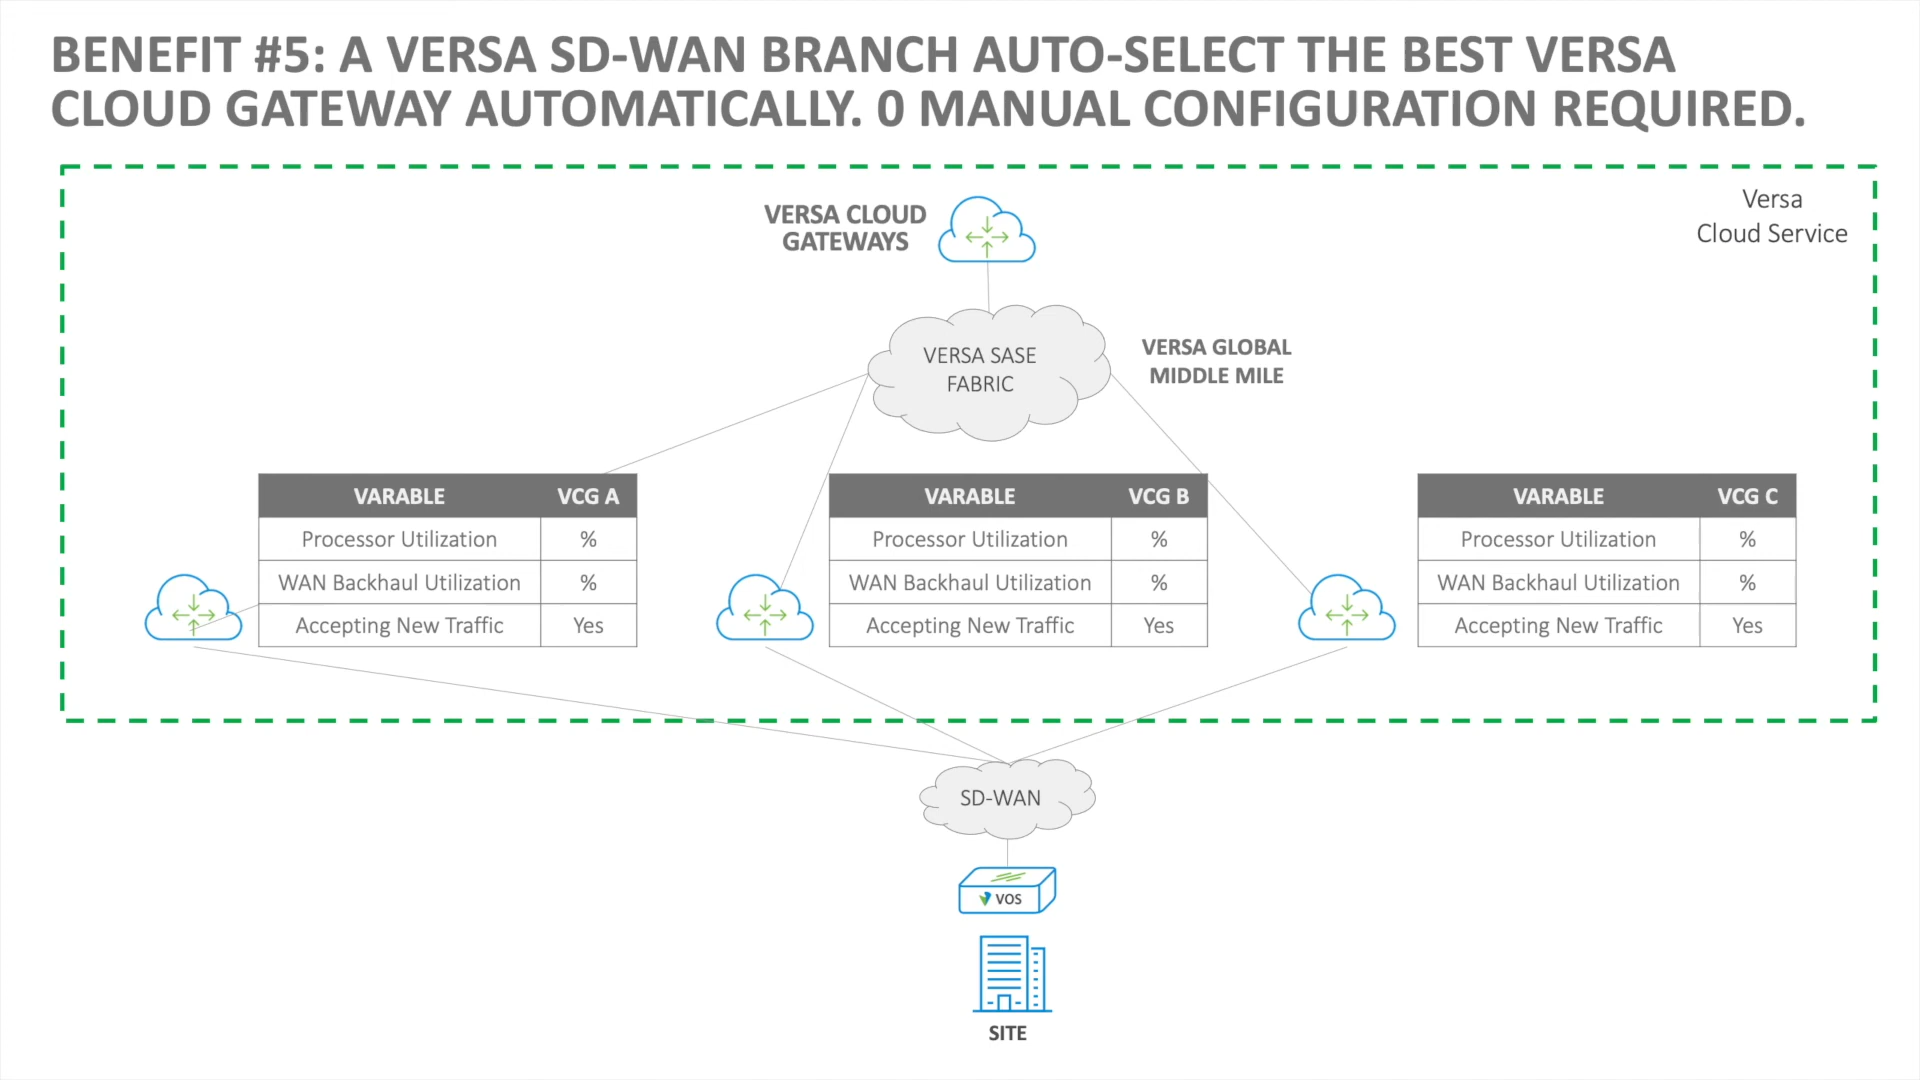 BENEFIT #5: A VERSA SD-WAN BRANCH AUTO-SELECT THE BEST VERSA
CLOUD GATEWAY AUTOMATICALLY. 0 MANUAL CONFIGURATION REQUIRED.
Versa
Cloud Service
VERSA CLOUD
GATEWAYS
VERSA SASE
FABRIC
VERSA GLOBAL
MIDDLE MILE
VARABLE VCG A
Processor Utilization %
WAN Backhaul Utilization %
Accepting New Traffic Yes
VARABLE VCG B
Processor Utilization %
WAN Backhaul Utilization %
Accepting New Traffic Yes
VARABLE VCG C
Processor Utilization %
WAN Backhaul Utilization %
Accepting New Traffic Yes
SD-WAN
VOS
SITE